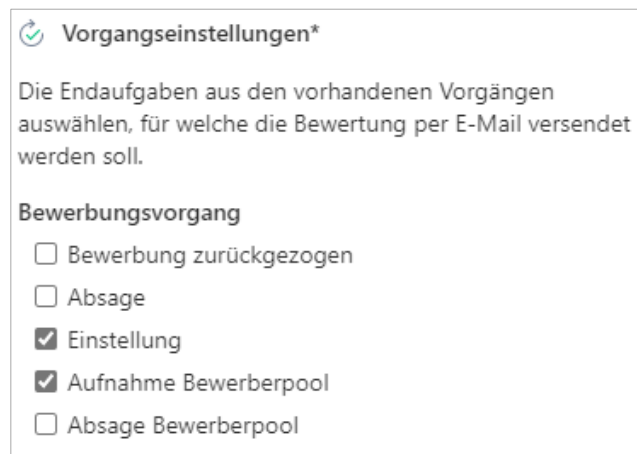 Vorgangseinstellungen*
Die Endaufgaben aus den vorhandenen Vorgängen
auswählen, für welche die Bewertung per E-Mail versendet
werden soll.
Bewerbungsvorgang
Bewerbung zurückgezogen
Absage
Einstellung
Aufnahme Bewerberpool
Absage Bewerberpool